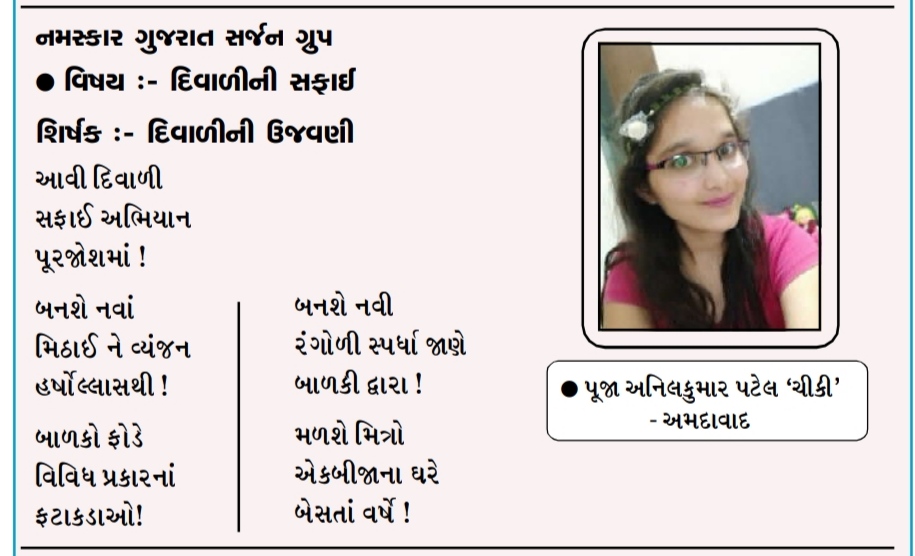 નમસ્કાર ગુજરાત સર્જન ગ્રુપ
● વિષય :- દિવાળીની સફાઈ
શિર્ષક :- દિવાળીની ઉજવણી
આવી દિવાળી
સફાઈ અભિયાન
પૂરજોશમાં !
બનશે નવાં
મિઠાઈ ને વ્યંજન
હર્ષોલ્લાસથી !
બાળકો ફોડે
વિવિધ પ્રકારનાં
ફટાકડાઓ!
બનશે નવી
રંગોળી સ્પર્ધા જાણે
બાળકી દ્વારા !
મળશે મિત્રો
એકબીજાના ઘરે
બેસતાં વર્ષે !
● પૂજા અનિલકુમાર પટેલ ‘ચીકી’
- અમદાવાદ